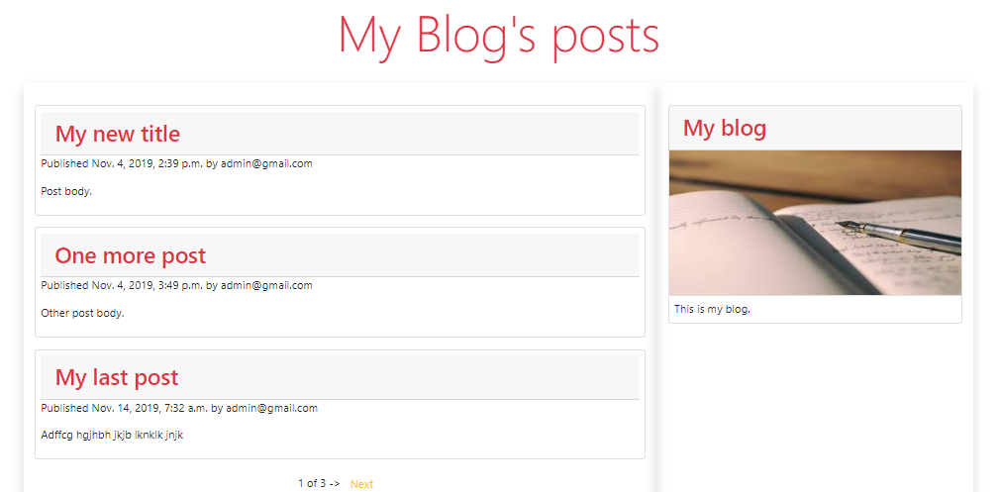 My Blog's posts
My new title
Published Nov. 4, 2019, 2:39 p.m. by admin@gmail.com
Post body.
One more post
Published Nov. 4, 2019, 3:49 p.m. by admin@gmail.com
Other post body.
My last post
Published Nov. 14, 2019, 7:32 a.m. by admin@gmail.com
Adffcg hgjhbh jkjb lknklk jnjk
1 of 3 -> Next
My blog
This is my blog.